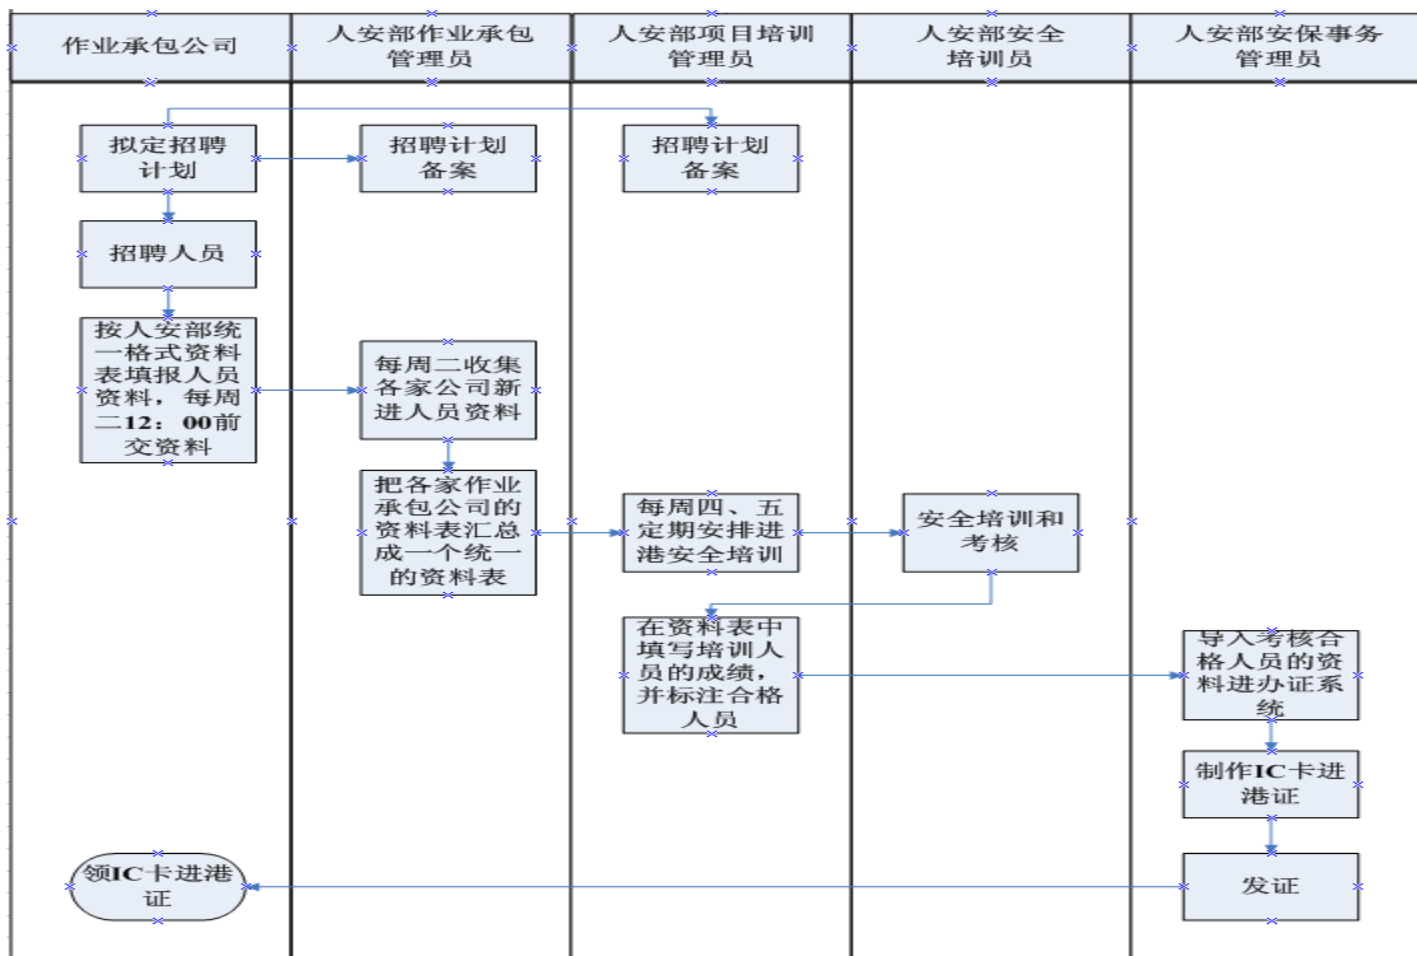 作业承包公司
人安部作业承包
管理员
人安部项目培训
管理员
人安部安全
培训员
人安部安保事务
管理员
拟定招聘
计划
招聘计划
备案
招聘计划
备案
招聘人员
按人安部统
一格式资料
表填报人员
资料，每周
二12：00前
交资料
每周二收集
各家公司新
进人员资料
把各家作业
承包公司的
资料表汇总
成一个统一
的资料表
每周四、五
定期安排进
港安全培训
安全培训和
考核
在资料表中
填写培训人
员的成绩，
并标注合格
人员
导入考核合
格人员的资
料进办证系
统
制作IC卡进
港证
发证
领IC卡进港
证